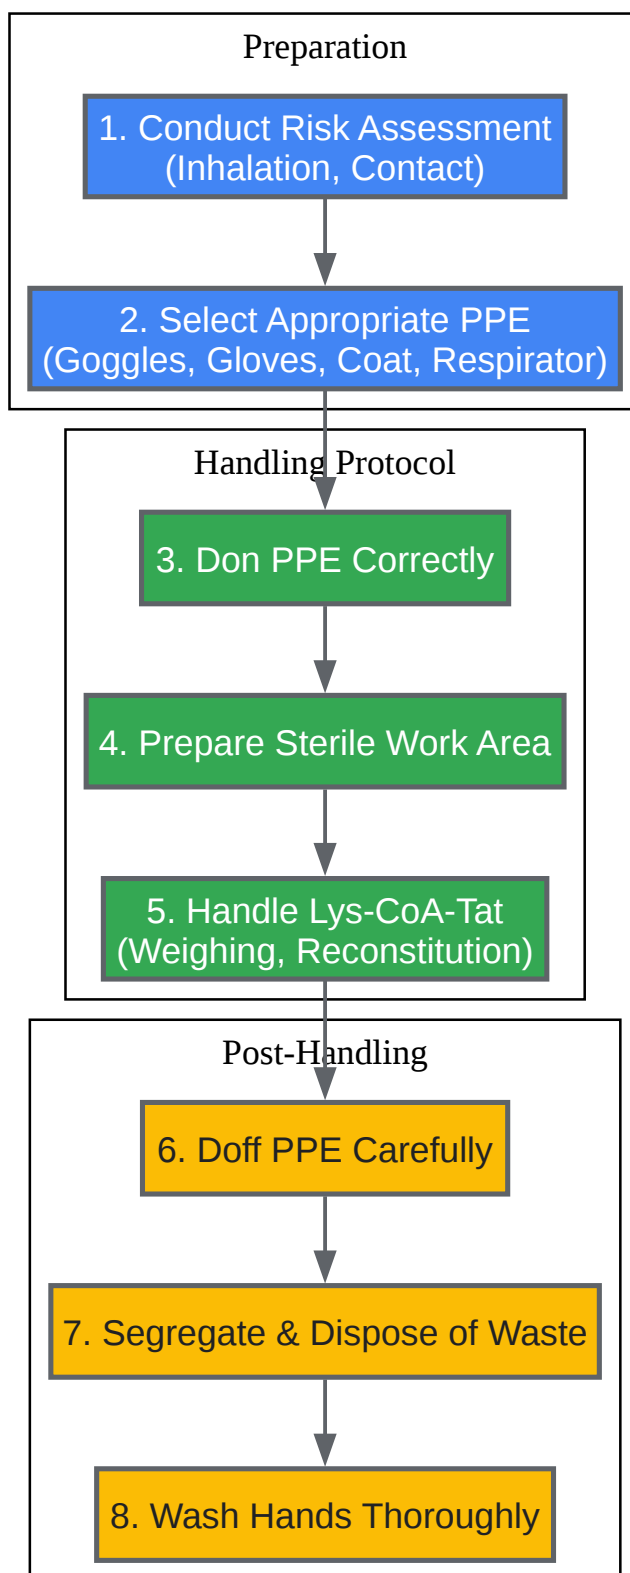 Preparation
1. Conduct Risk Assessment
(Inhalation, Contact)
2. Select Appropriate PPE
(Goggles, Gloves, Coat, Respirator)
Handling Protocol
3. Don PPE Correctly
4. Prepare Sterile Work Area
5. Handle Lys-CoA-Tat
(Weighing, Reconstitution)
Post-Handling
6. Doff PPE Carefully
7. Segregate & Dispose of Waste
8. Wash Hands Thoroughly